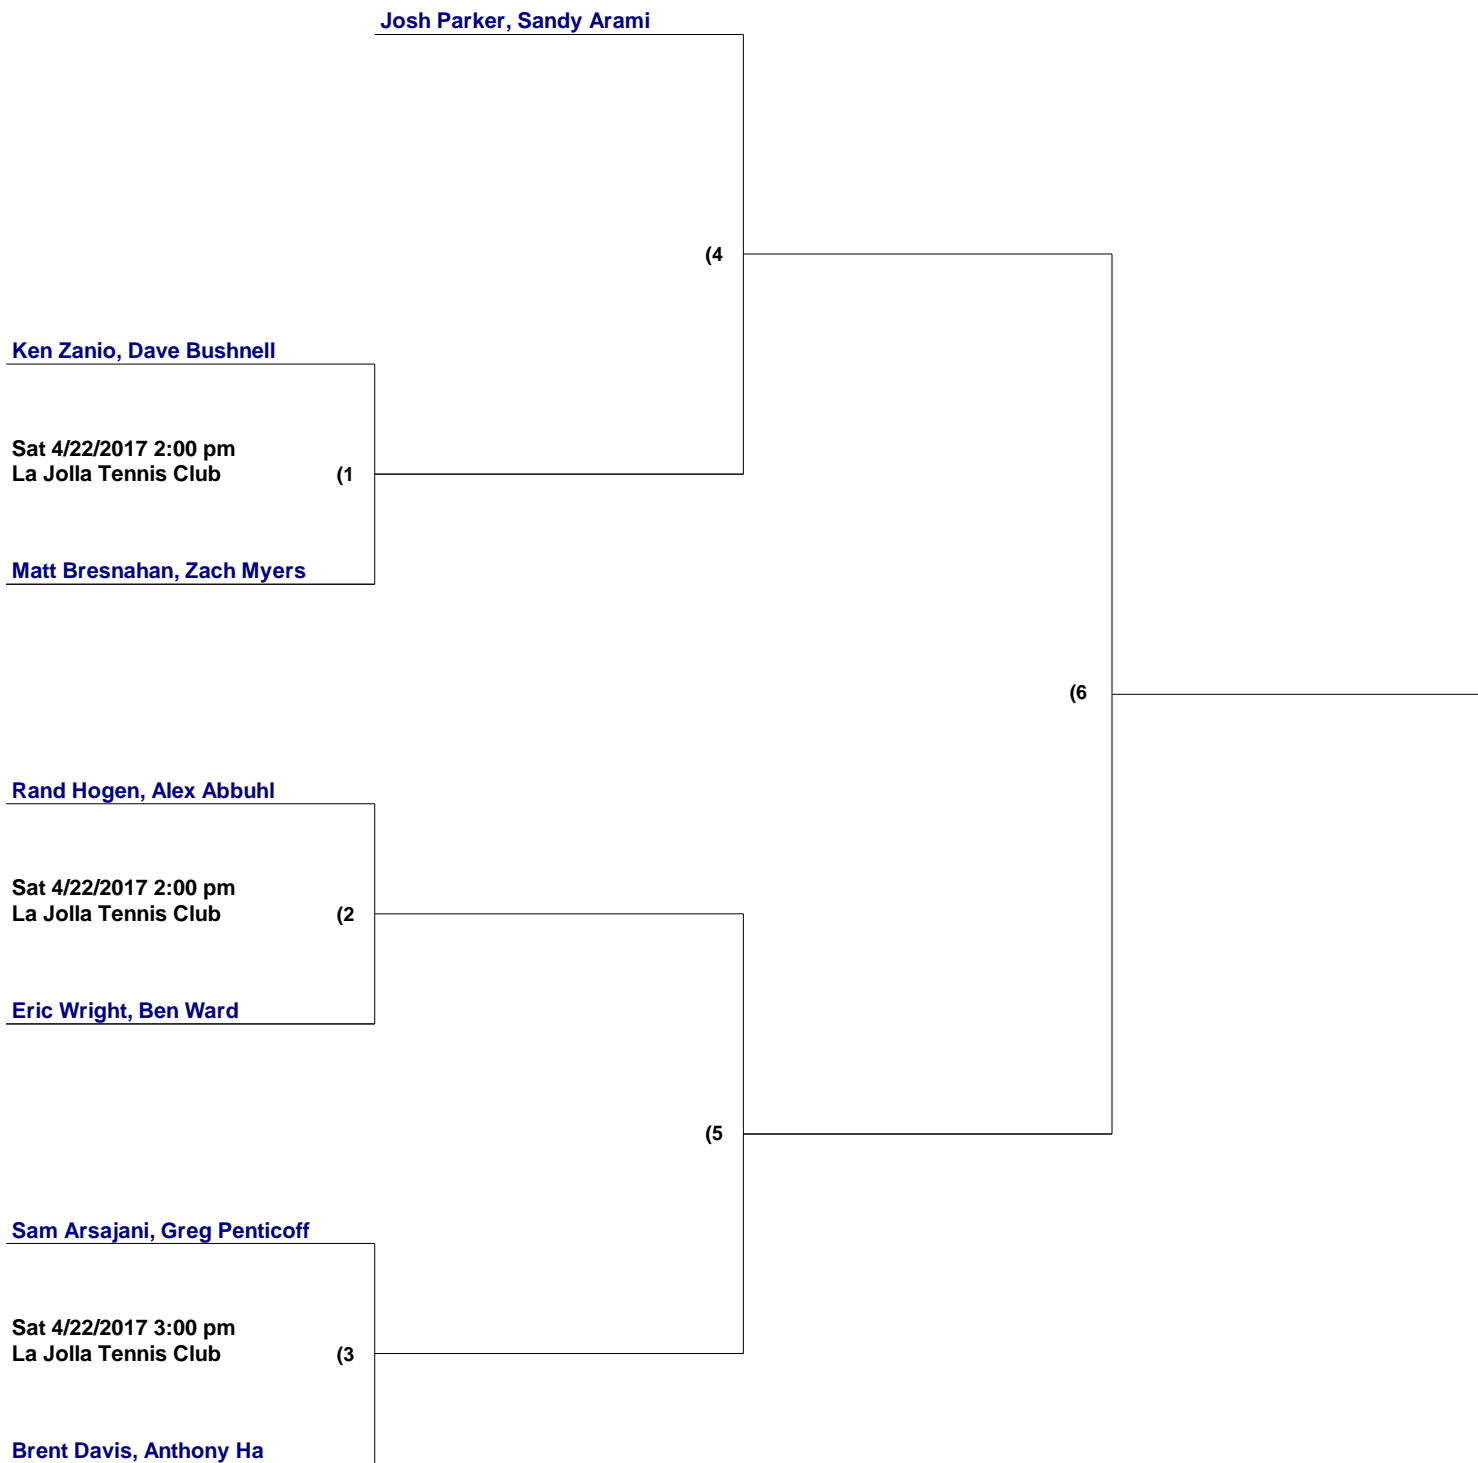 Josh Parker, Sandy Arami
(4
Ken Zanio, Dave Bushnell
Sat 4/22/2017 2:00 pm
La Jolla Tennis Club (1
Matt Bresnahan, Zach Myers
(6
Rand Hogen, Alex Abbuhl
Sat 4/22/2017 2:00 pm
La Jolla Tennis Club (2
Eric Wright, Ben Ward
(5
Sam Arsajani, Greg Penticoff
Sat 4/22/2017 3:00 pm
La Jolla Tennis Club (3
Brent Davis, Anthony Ha